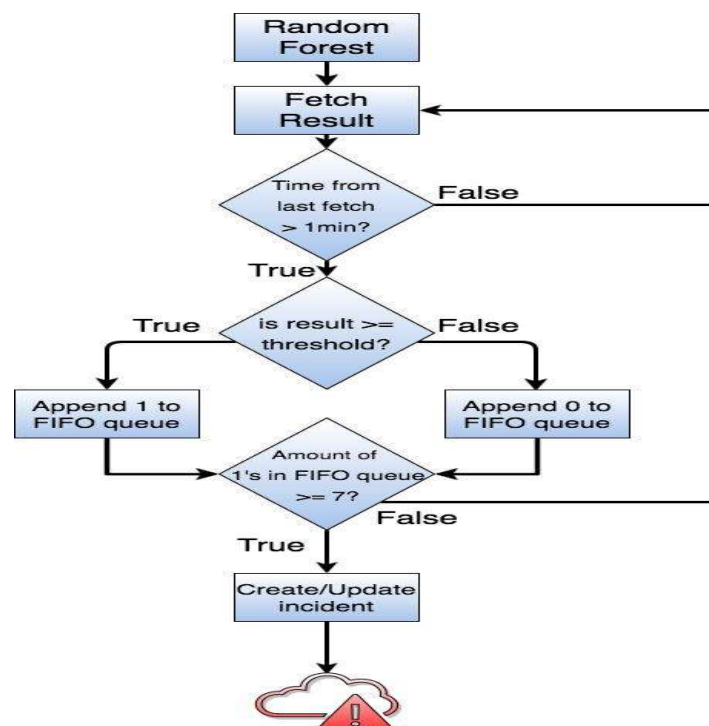 Random
Forest
Fetch
Result
Time from
last fetch
> 1min?
False
True
is result >=
threshold?
True
False
Append 1 to
FIFO queue
Append 0 to
FIFO queue
Amount of
1's in FIFO queue
>= 7?
False
True
Create/Update
incident
!